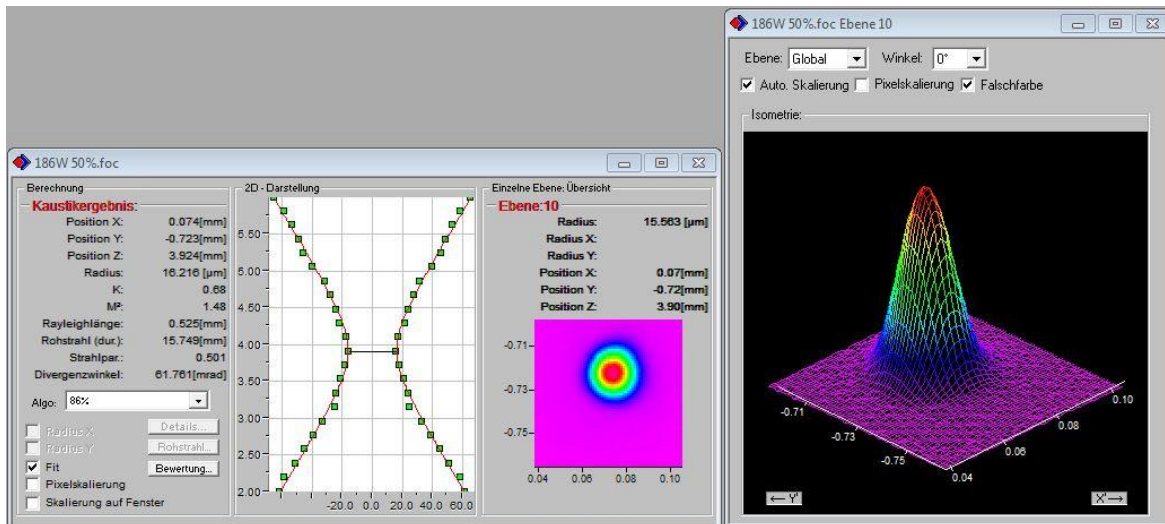 186W 50%.foc Ebene 10
Ebene: Global Winkel: 0°
Auto. Skalierung Pixelskalierung Falschfarbe
Isometrie:
-0.71
-0.73
-0.75
0.04
0.06
0.08
0.10
← Y'
X' →
186W 50%.foc
Berechnung
Kaustikergebnis:
Position X: 0.074[mm]
Position Y: -0.723[mm]
Position Z: 3.924[mm]
Radius: 16.216 [µm]
K: 0.68
M²: 1.48
Rayleighlänge: 0.525[mm]
Rohstrahl (dur.): 15.749[mm]
Strahlpar.: 0.501
Divergenzwinkel: 61.761[mrad]
Algo: 86%
Radius X Details...
Radius Y Rohstrahl...
Fit Bewertung...
Pixelskalierung
Skalierung auf Fenster
2D - Darstellung
5.50
5.00
4.50
4.00
3.50
3.00
2.50
2.00
-20.0 0.0 20.0 40.0 60.0
Einzelne Ebene: Übersicht
Ebene:10
Radius: 15.563 [µm]
Radius X:
Radius Y:
Position X: 0.07[mm]
Position Y: -0.72[mm]
Position Z: 3.90[mm]
-0.71
-0.73
-0.75
0.04 0.06 0.08 0.10